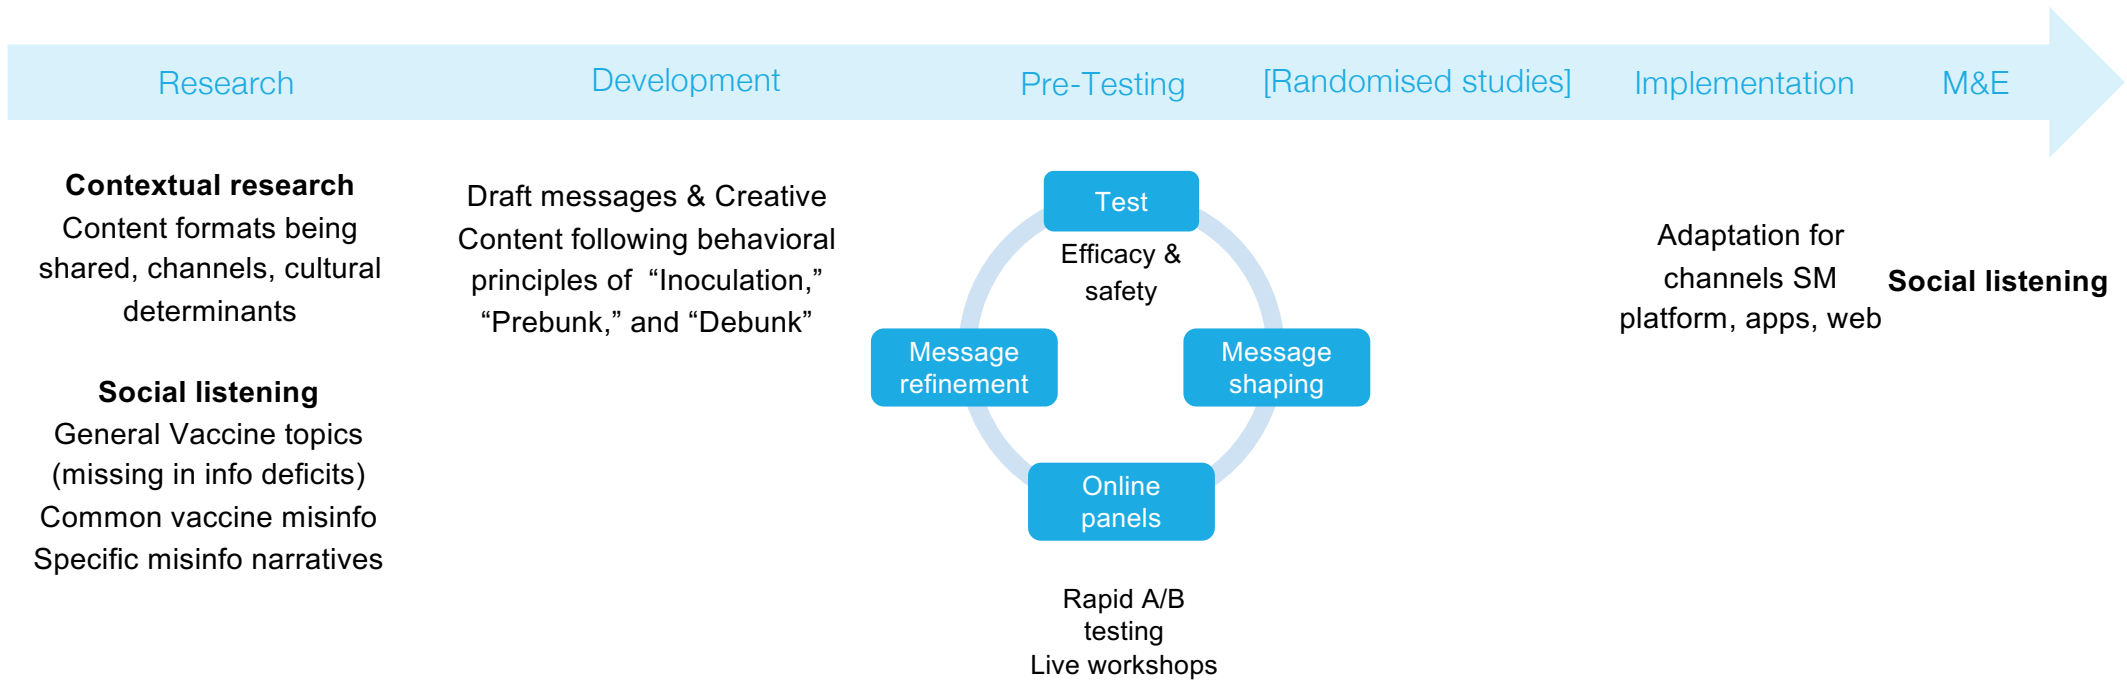 Research
Development
Pre-Testing
[Randomised studies]
Implementation
M&E
Contextual research
Content formats being
shared, channels, cultural
determinants
Social listening
General Vaccine topics
(missing in info deficits)
Common vaccine misinfo
Specific misinfo narratives
Draft messages & Creative
Content following behavioral
principles of “Inoculation,”
“Prebunk,” and “Debunk”
Test
Efficacy &
safety
Message
refinement
Message
shaping
Online
panels
Rapid A/B
testing
Live workshops
Adaptation for
channels SM
platform, apps, web
Social listening